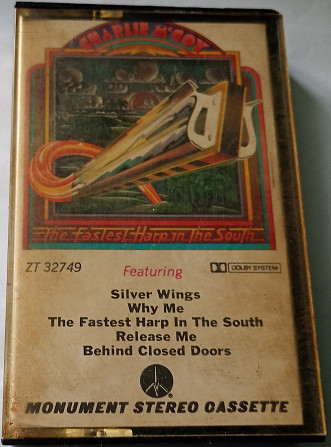 CHARLIE McCOY
The Fastest Harp in the South
ZT 32749
Featuring
DOLBY SYSTEM
Silver Wings
Why Me
The Fastest Harp In The South
Release Me
Behind Closed Doors
MONUMENT STEREO CASSETTE